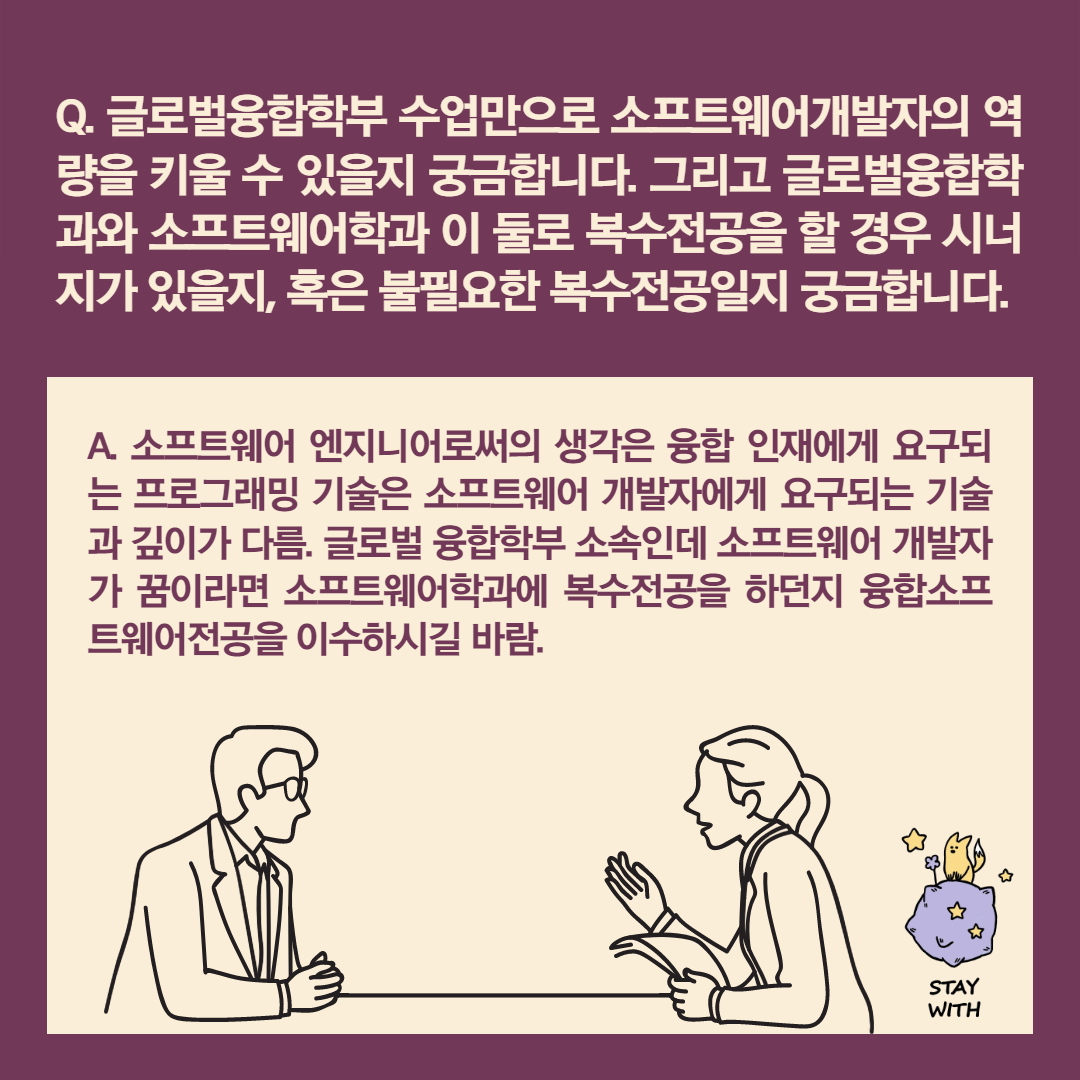 Q. 글로벌융합학부 수업만으로 소프트웨어개발자의 역
량을 키울 수 있을지 궁금합니다. 그리고 글로벌융합학
과와 소프트웨어학과 이 둘로 복수전공을 할 경우 시너
지가 있을지, 혹은 불필요한 복수전공일지 궁금합니다.
A. 소프트웨어 엔지니어로써의 생각은 융합 인재에게 요구되
는 프로그래밍 기술은 소프트웨어 개발자에게 요구되는 기술
과 깊이가 다름. 글로벌 융합학부 소속인데 소프트웨어 개발자
가 꿈이라면 소프트웨어학과에 복수전공을 하던지 융합소프
트웨어전공을 이수하시길 바람.
STAY
WITH